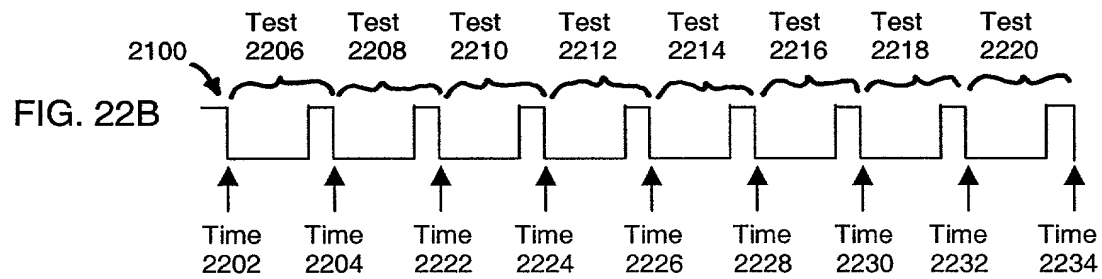 Test Test Test Test Test Test Test Test
2206 2208 2210 2212 2214 2216 2218 2220
2100
FIG. 22B
Time Time Time Time Time Time Time Time Time
2202 2204 2222 2224 2226 2228 2230 2232 2234